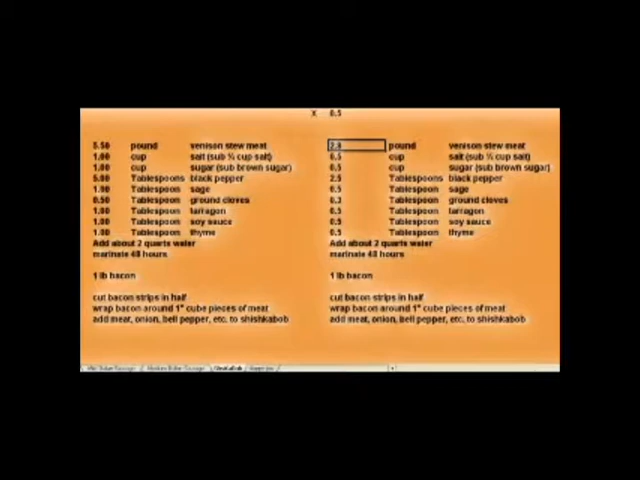 X 0.5
5.50 pound venison stew meat 2.8 pound venison stew meat
1.00 cup salt (sub ½ cup salt) 0.5 cup salt (sub ½ cup salt)
1.00 cup sugar (sub brown sugar) 0.5 cup sugar (sub brown sugar)
5.00 Tablespoons black pepper 2.5 Tablespoons black pepper
1.00 Tablespoon sage 0.5 Tablespoon sage
0.50 Tablespoon ground cloves 0.3 Tablespoon ground cloves
1.00 Tablespoon tarragon 0.5 Tablespoon tarragon
1.00 Tablespoon soy sauce 0.5 Tablespoon soy sauce
1.00 Tablespoon thyme 0.5 Tablespoon thyme
Add about 2 quarts water Add about 2 quarts water
marinate 48 hours marinate 48 hours
1 lb bacon 1 lb bacon
cut bacon strips in half cut bacon strips in half
wrap bacon around 1" cube pieces of meat wrap bacon around 1" cube pieces of meat
add meat, onion, bell pepper, etc. to shishkabob add meat, onion, bell pepper, etc. to shishkabob